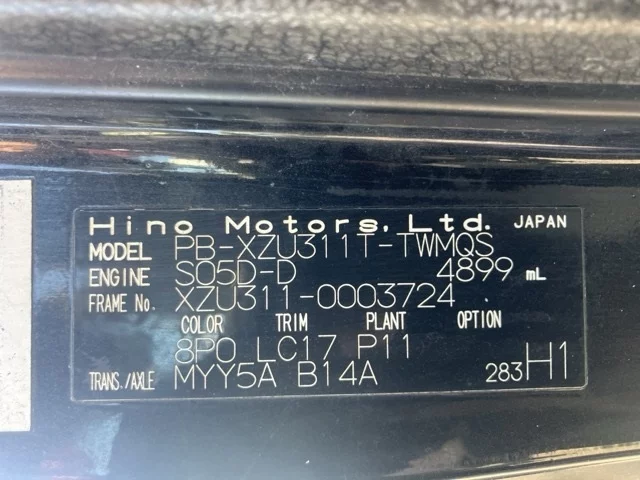 Hino Motors, Ltd. JAPAN
MODEL PB-XZU311T-TWMQS
ENGINE S05D-D 4899 mL
FRAME No. XZU311-0003724
COLOR TRIM PLANT OPTION
8P0 LC17 P11
TRANS./AXLE MYY5A B14A 283H1